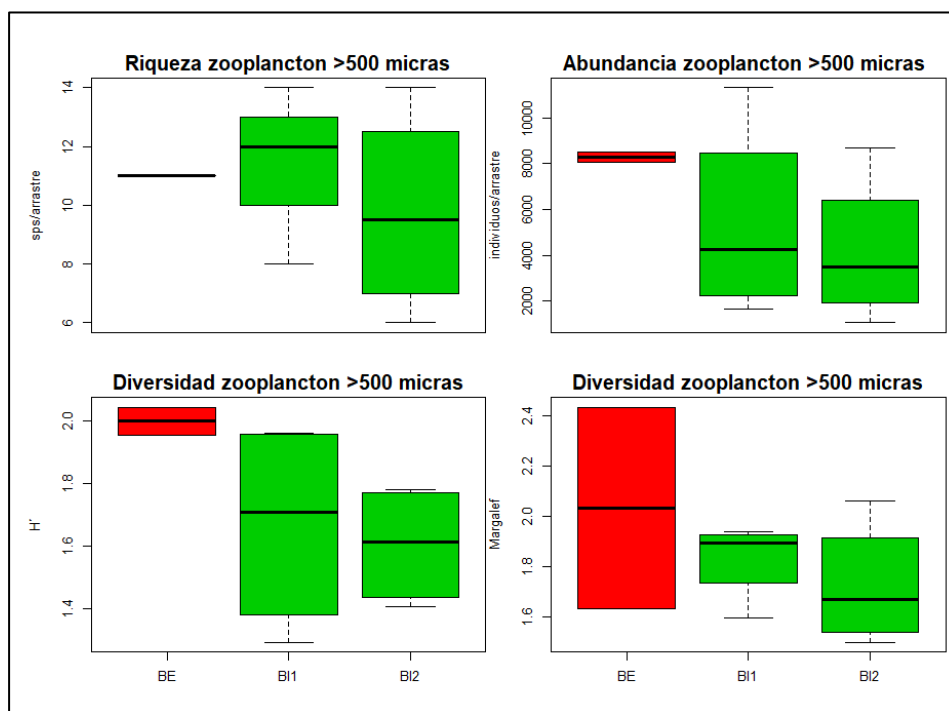 Riqueza zooplancton >500 micras
sps/arrastre
14
12
10
8
6
Abundancia zooplancton >500 micras
individuos/arrastre
10000
8000
6000
4000
2000
Diversidad zooplancton >500 micras
H´
2.0
1.8
1.6
1.4
BE
BI1
BI2
Diversidad zooplancton >500 micras
Margalef
2.4
2.2
2.0
1.8
1.6
BE
BI1
BI2